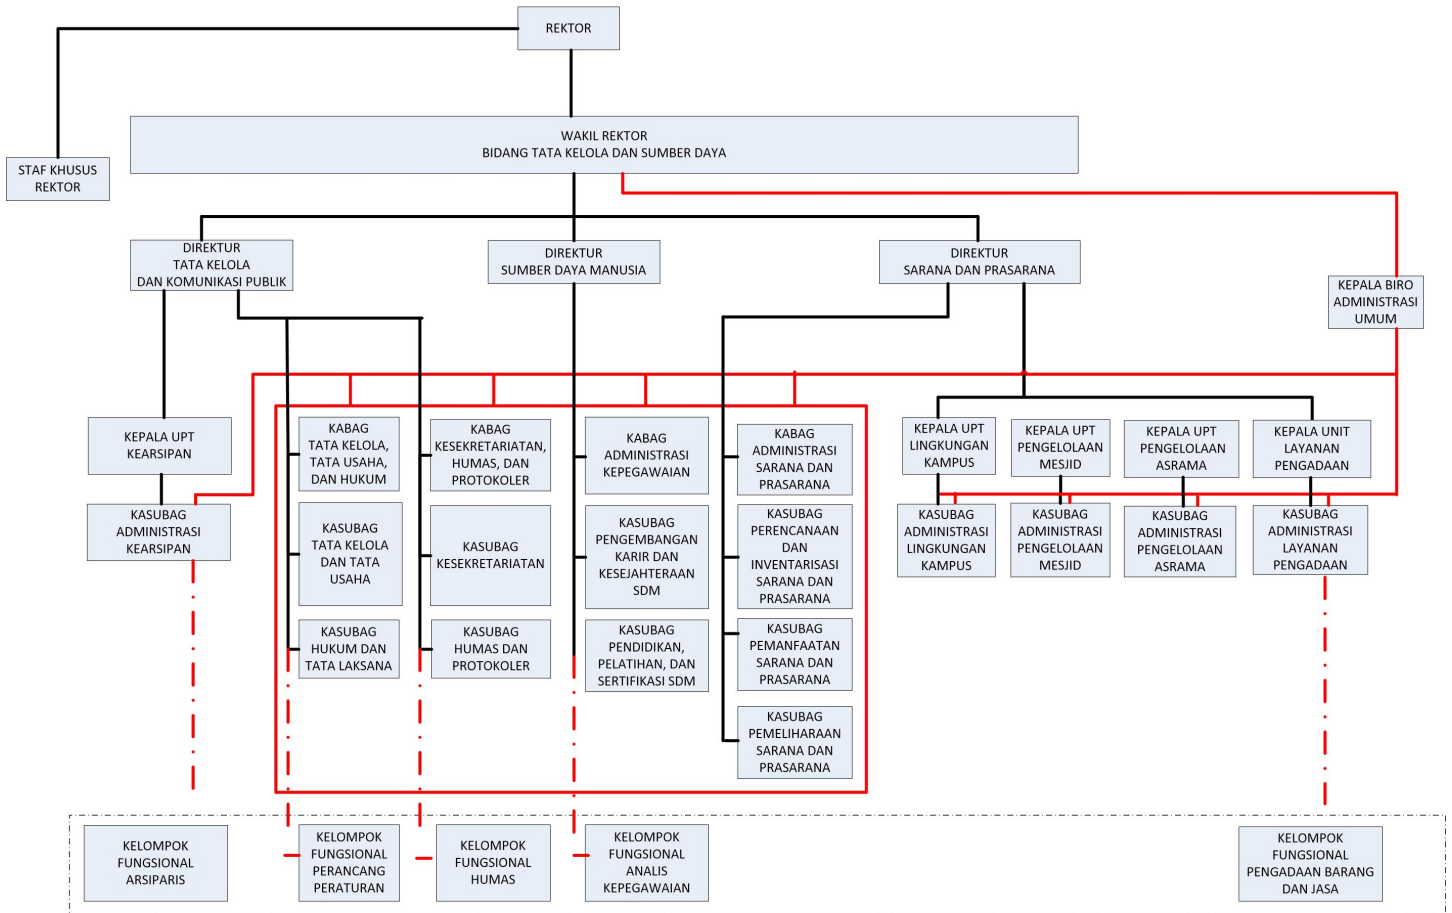 REKTOR
WAKIL REKTOR
BIDANG TATA KELOLA DAN SUMBER DAYA
STAF KHUSUS
REKTOR
DIREKTUR
TATA KELOLA
DAN KOMUNIKASI PUBLIK
DIREKTUR
SUMBER DAYA MANUSIA
DIREKTUR
SARANA DAN PRASARANA
KEPALA BIRO
ADMINISTRASI
UMUM
KEPALA UPT
KEARSIPAN
KABAG
TATA KELOLA,
TATA USAHA,
DAN HUKUM
KABAG
KESEKRETARIATAN,
HUMAS, DAN
PROTOKOLER
KABAG
ADMINISTRASI
KEPEGAWAIAN
KABAG
ADMINISTRASI
SARANA DAN
PRASARANA
KEPALA UPT
LINGKUNGAN
KAMPUS
KEPALA UPT
PENGELOLAAN
MESJID
KEPALA UPT
PENGELOLAAN
ASRAMA
KEPALA UNIT
LAYANAN
PENGADAAN
KASUBAG
ADMINISTRASI
KEARSIPAN
KASUBAG
TATA KELOLA
DAN TATA
USAHA
KASUBAG
KESEKRETARIATAN
KASUBAG
PENGEMBANGAN
KARIR DAN
KESEJAHTERAAN
SDM
KASUBAG
PERENCANAAN
DAN
INVENTARISASI
SARANA DAN
PRASARANA
KASUBAG
ADMINISTRASI
LINGKUNGAN
KAMPUS
KASUBAG
ADMINISTRASI
PENGELOLAAN
MESJID
KASUBAG
ADMINISTRASI
PENGELOLAAN
ASRAMA
KASUBAG
ADMINISTRASI
LAYANAN
PENGADAAN
KASUBAG
HUKUM DAN
TATA LAKSANA
KASUBAG
HUMAS DAN
PROTOKOLER
KASUBAG
PENDIDIKAN,
PELATIHAN, DAN
SERTIFIKASI SDM
KASUBAG
PEMANFAATAN
SARANA DAN
PRASARANA
KASUBAG
PEMELIHARAAN
SARANA DAN
PRASARANA
KELOMPOK
FUNGSIONAL
ARSIPARIS
KELOMPOK
FUNGSIONAL
PERANCANG
PERATURAN
KELOMPOK
FUNGSIONAL
HUMAS
KELOMPOK
FUNGSIONAL
ANALIS
KEPEGAWAIAN
KELOMPOK
FUNGSIONAL
PENGADAAN BARANG
DAN JASA